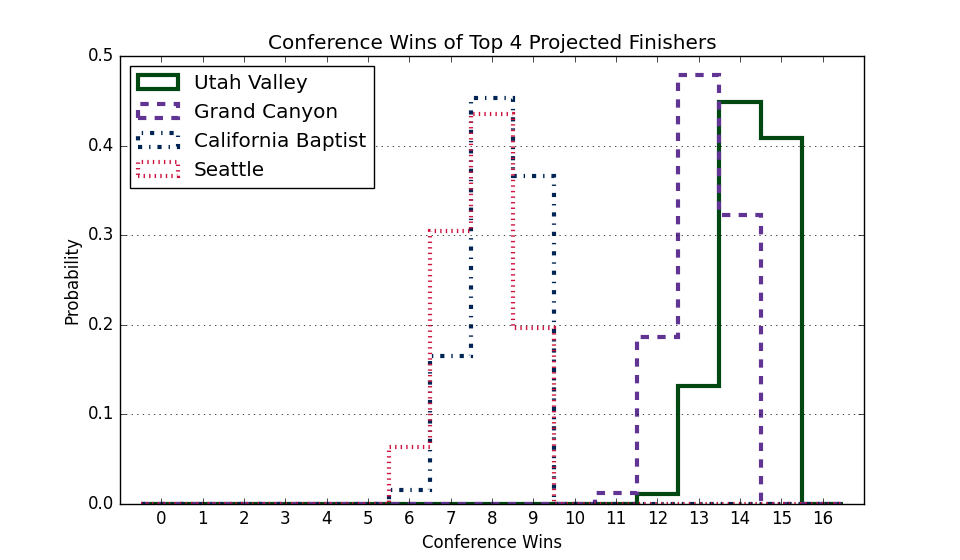 Conference Wins of Top 4 Projected Finishers
0.5
0.4
0.3
0.2
0.1
0.0
Probability
Utah Valley
Grand Canyon
California Baptist
Seattle
0 1 2 3 4 5 6 7 8 9 10 11 12 13 14 15 16
Conference Wins